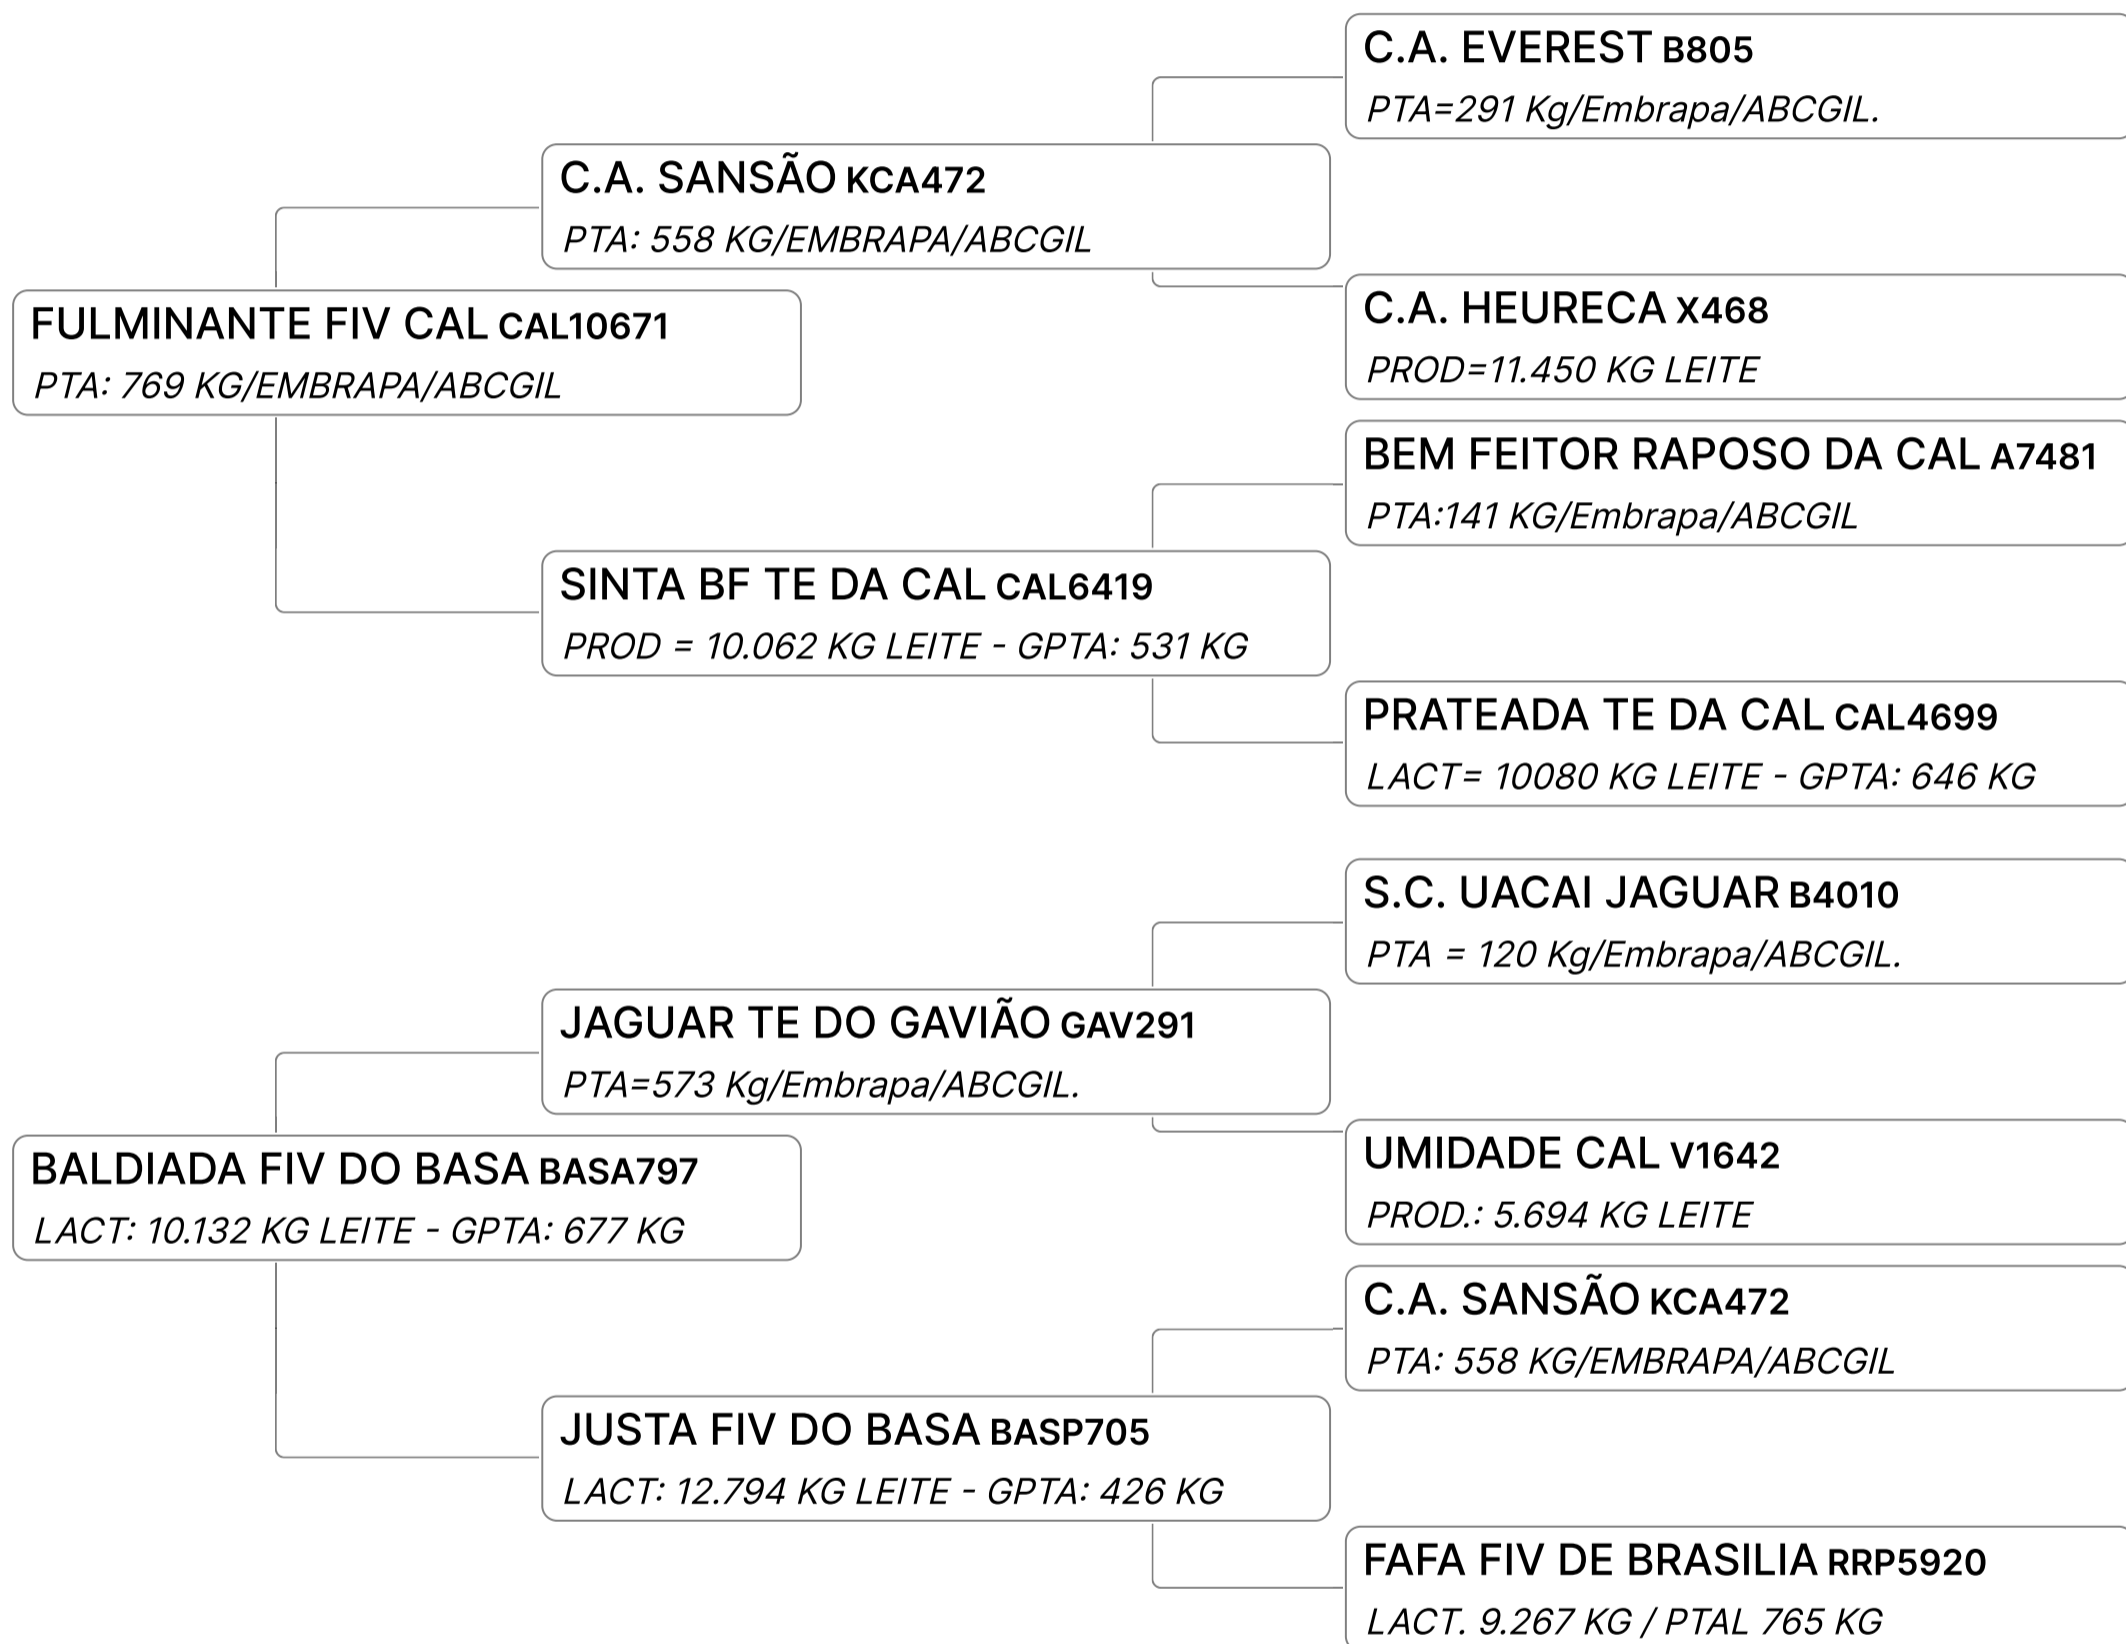 C.A. EVEREST B805
PTA=291 Kg/Embrapa/ABCGIL.
C.A. SANSÃO KCA472
PTA: 558 KG/EMBRAPA/ABCGIL
C.A. HEURECA X468
PROD=11.450 KG LEITE
FULMINANTE FIV CAL CAL10671
PTA: 769 KG/EMBRAPA/ABCGIL
BEM FEITOR RAPOSO DA CAL A7481
PTA:141 KG/Embrapa/ABCGIL
SINTA BF TE DA CAL CAL6419
PROD = 10.062 KG LEITE - GPTA: 531 KG
PRATEADA TE DA CAL CAL4699
LACT= 10080 KG LEITE - GPTA: 646 KG
S.C. UACAI JAGUAR B4010
PTA = 120 Kg/Embrapa/ABCGIL.
JAGUAR TE DO GAVIÃO GAV291
PTA=573 Kg/Embrapa/ABCGIL.
UMIDADE CAL V1642
PROD.: 5.694 KG LEITE
BALDIADA FIV DO BASA BASA797
LACT: 10.132 KG LEITE - GPTA: 677 KG
C.A. SANSÃO KCA472
PTA: 558 KG/EMBRAPA/ABCGIL
JUSTA FIV DO BASA BASP705
LACT: 12.794 KG LEITE - GPTA: 426 KG
FAFA FIV DE BRASILIA RRP5920
LACT. 9.267 KG / PTAL 765 KG